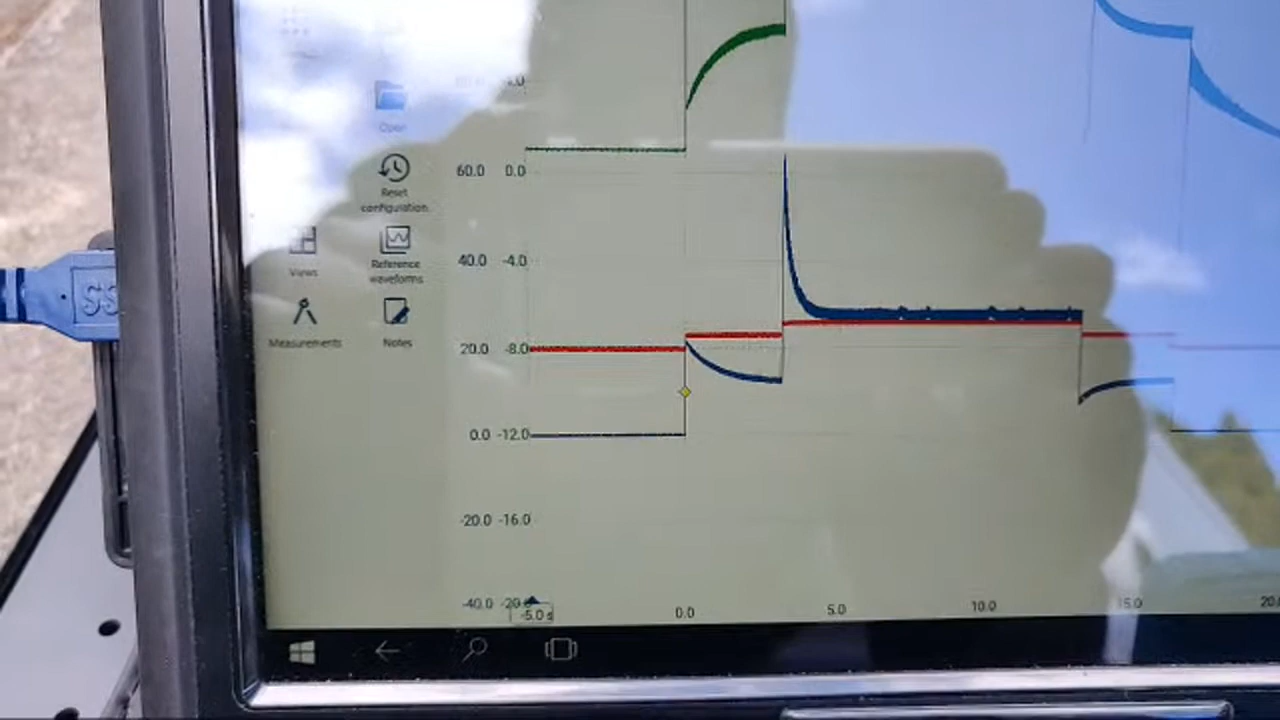 Open
60.0 0.0
Reset
configuration
Views
Reference
waveforms
40.0 -4.0
Measurements
Notes
20.0 -8.0
0.0 -12.0
-20.0 -16.0
-40.0
-5.0 s 0.0 5.0 10.0 15.0
SS